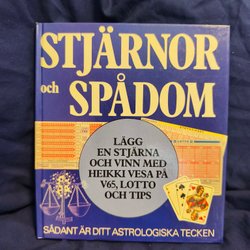 STJÄRNOR
och SPÅDOM
LÄGG
EN STJÄRNA
OCH VINN MED
HEIKKI VESA PÅ
V65, LOTTO
OCH TIPS
SÅDANT ÄR DITT ASTROLOGISKA TECKEN